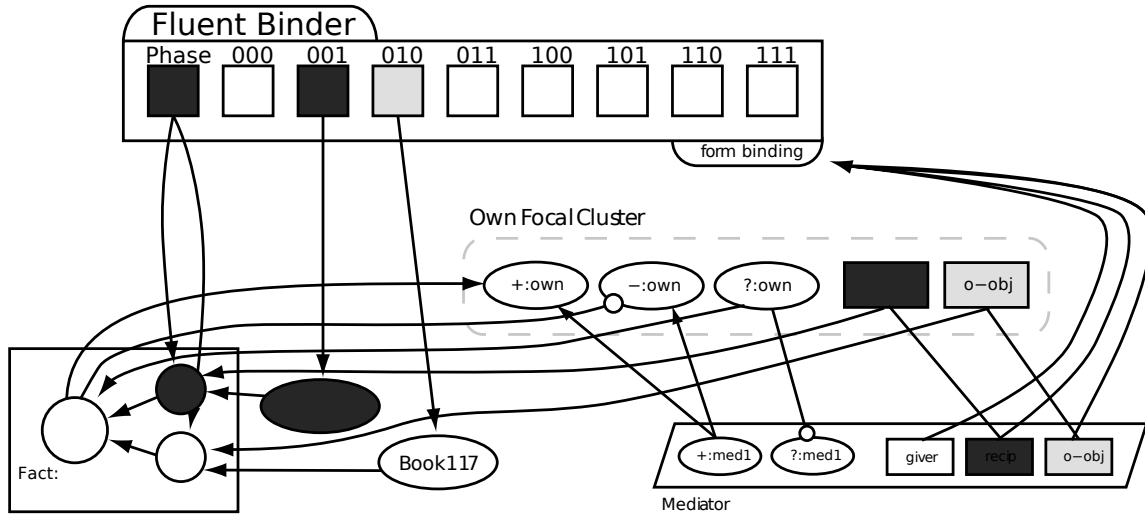 Fluent Binder
Phase 000 001 010 011 100 101 110 111
form binding
Own Focal Cluster
+:own −:own ?:own o−obj
Book117
Fact:
+:med1 ?:med1 giver recip o−obj
Mediator